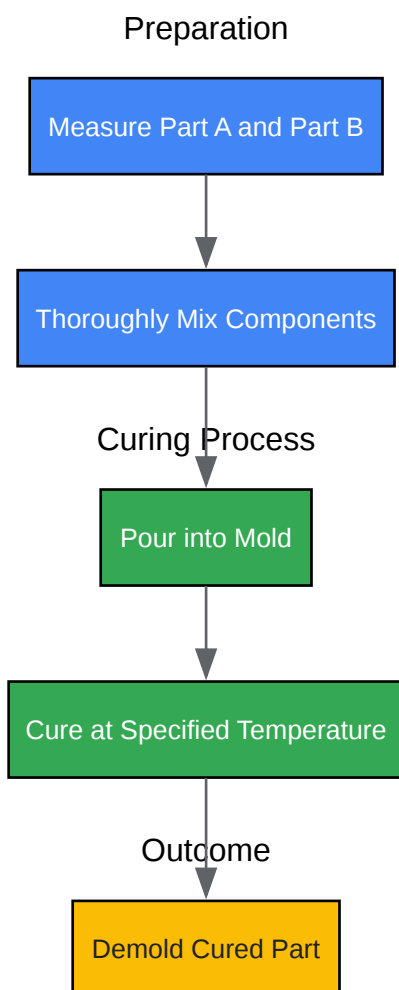 Preparation
Measure Part A and Part B
Thoroughly Mix Components
Curing Process
Pour into Mold
Cure at Specified Temperature
Outcome
Demold Cured Part